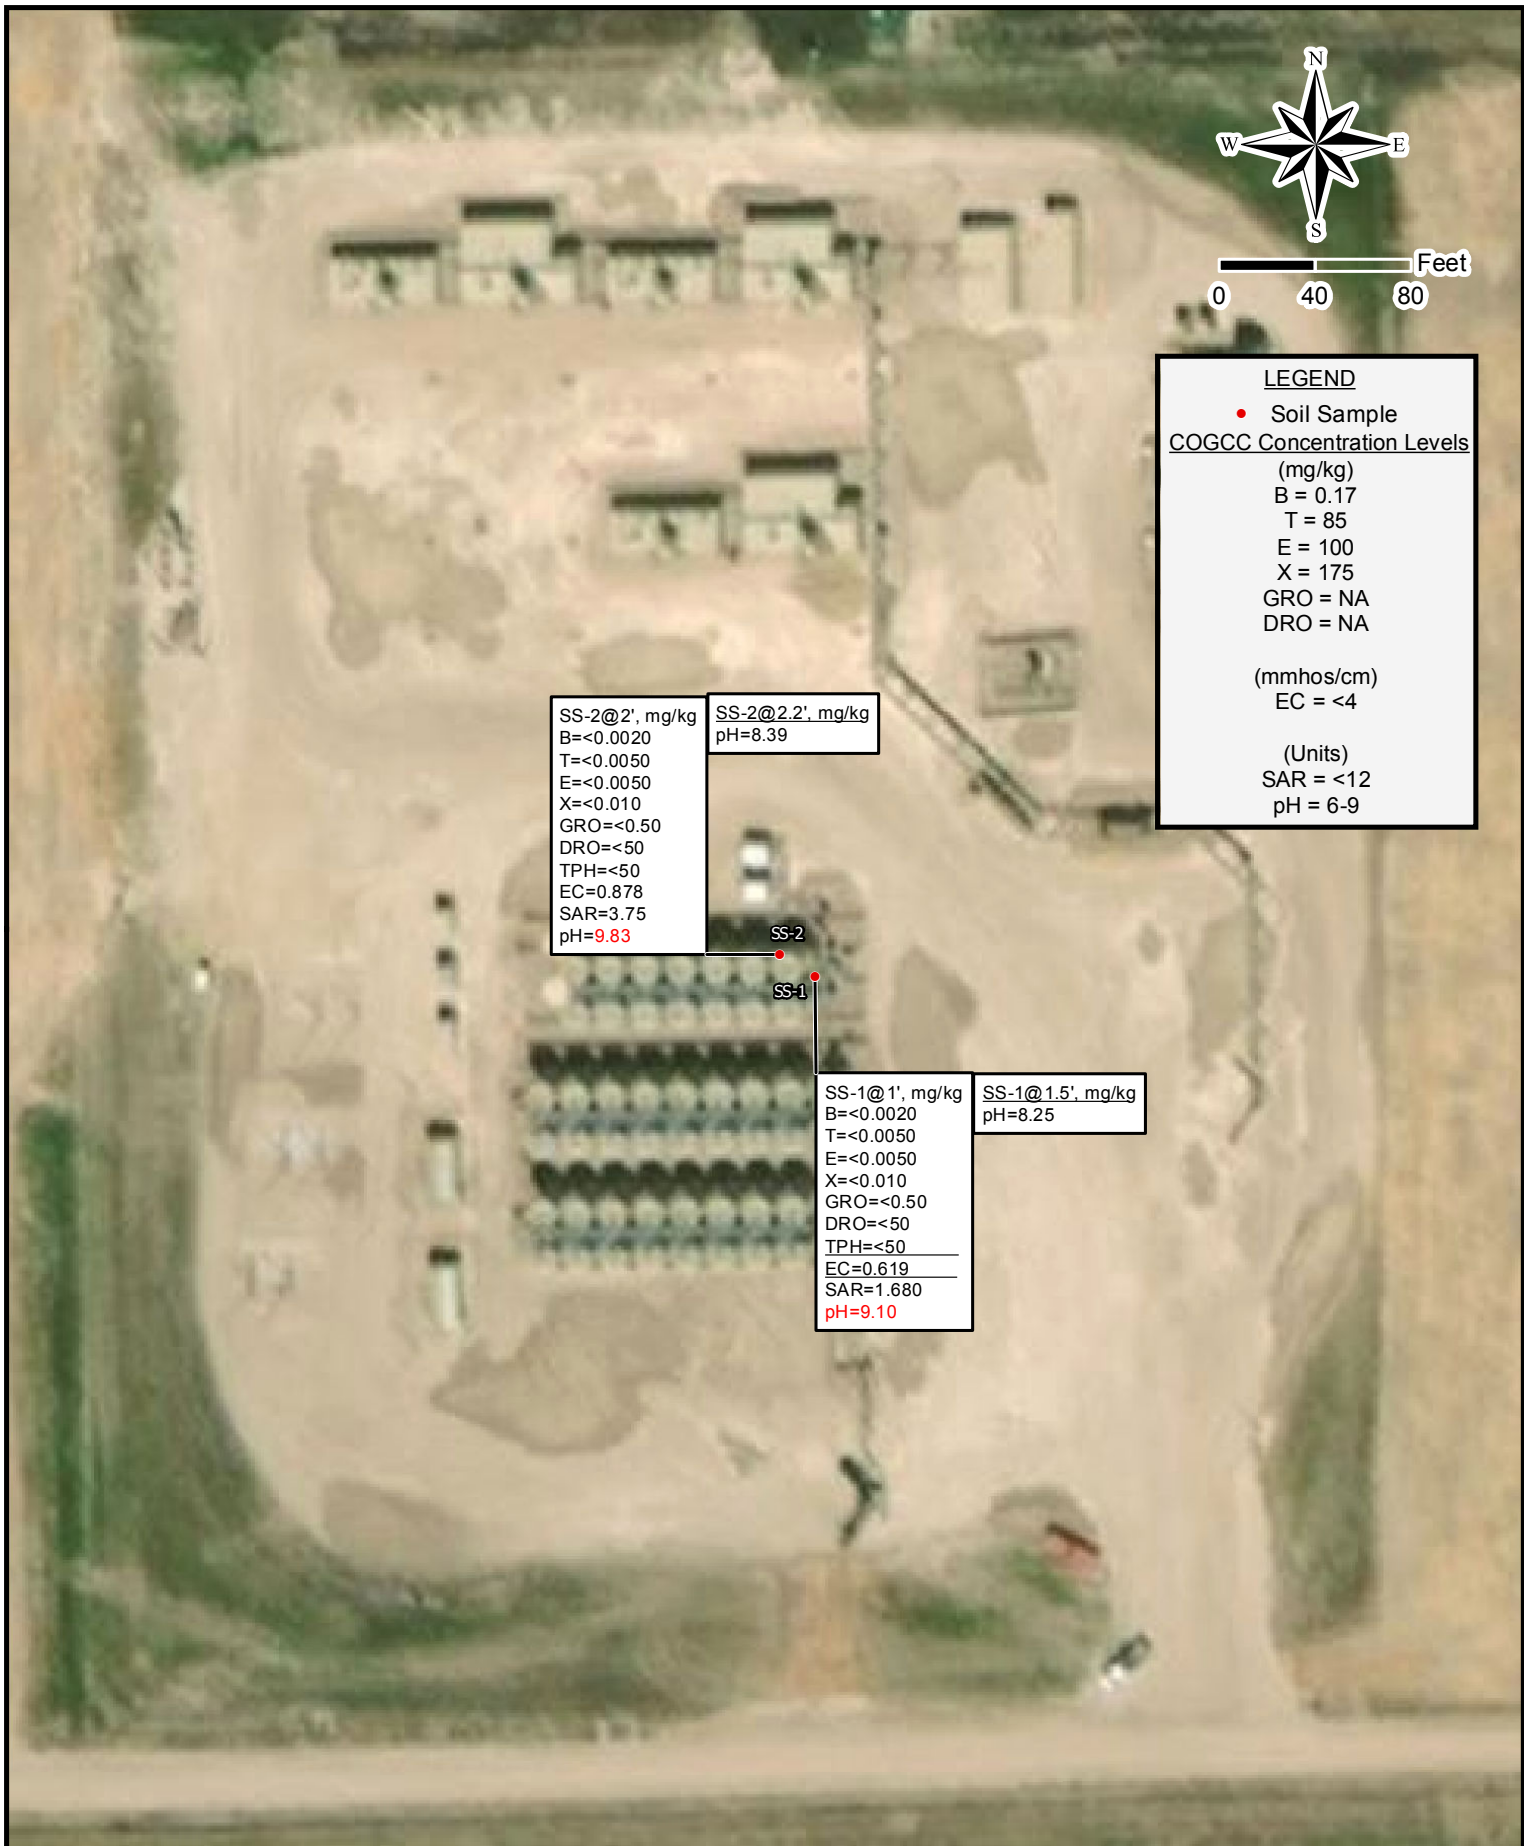 N
W E
S
Feet
0 40 80
LEGEND
Soil Sample
COGCC Concentration Levels
(mg/kg)
B = 0.17
T = 85
E = 100
X = 175
GRO = NA
DRO = NA
(mmhos/cm)
EC = <4
(Units)
SAR = <12
pH = 6-9
SS-2@2', mg/kg
B=<0.0020
T=<0.0050
E=<0.0050
X=<0.010
GRO=<0.50
DRO=<50
TPH=<50
EC=0.878
SAR=3.75
pH=9.83
SS-2@2.2', mg/kg
pH=8.39
SS-2
SS-1
SS-1@1', mg/kg
B=<0.0020
T=<0.0050
E=<0.0050
X=<0.010
GRO=<0.50
DRO=<50
TPH=<50
EC=0.619
SAR=1.680
pH=9.10
SS-1@1.5', mg/kg
pH=8.25